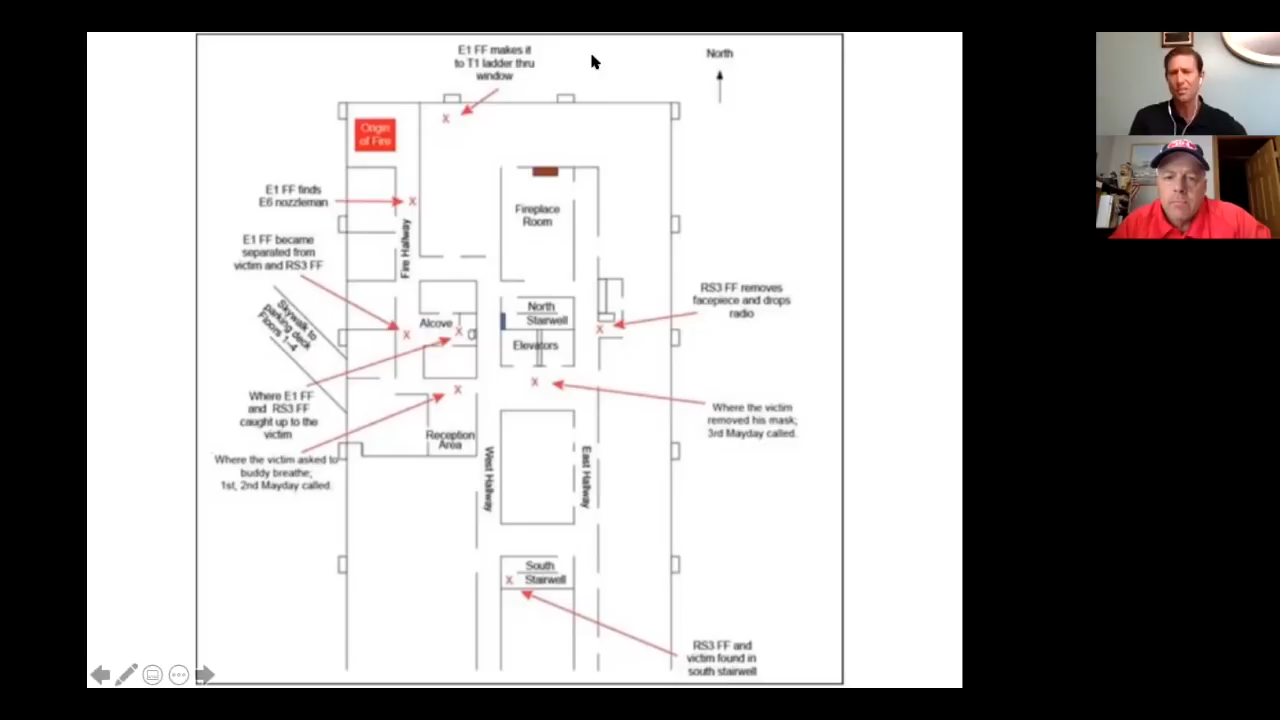 E1 FF makes it
to T1 ladder thru
window
North
Origin
of Fire
E1 FF finds
E6 nozzleman
Fireplace
Room
Fire Hallway
E1 FF became
separated from
victim and RS3 FF
RS3 FF removes
facepiece and drops
radio
Skywalk to
parking deck
Floors 1-4
Alcove
North
Stairwell
Elevators
Where E1 FF
and RS3 FF
caught up to the
victim
Where the victim
removed his mask;
3rd Mayday called.
Reception
Area
Where the victim asked to
buddy breathe;
1st, 2nd Mayday called.
West Hallway
East Hallway
South
Stairwell
RS3 FF and
victim found in
south stairwell
X
X
X
X
X
X
X
X